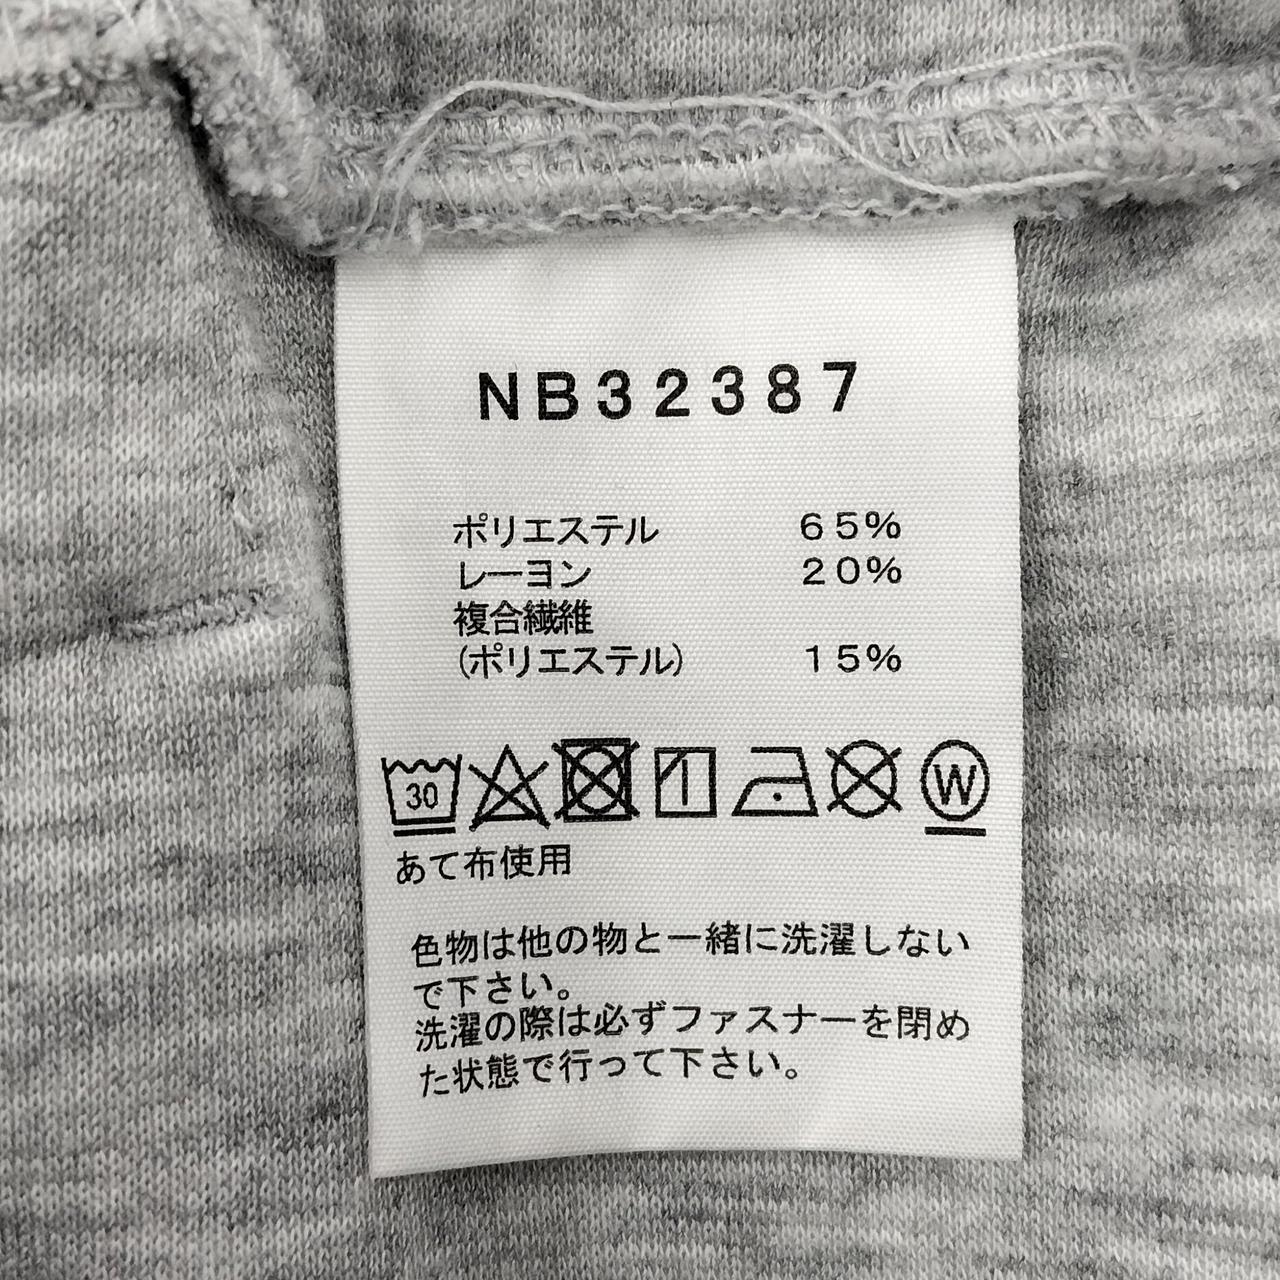 NB32387
ポリエステル 65%
レーヨン 20%
複合繊維
(ポリエステル) 15%
30 W
あて布使用
色物は他の物と一緒に洗濯しない
で下さい。
洗濯の際は必ずファスナーを閉め
た状態で行って下さい。